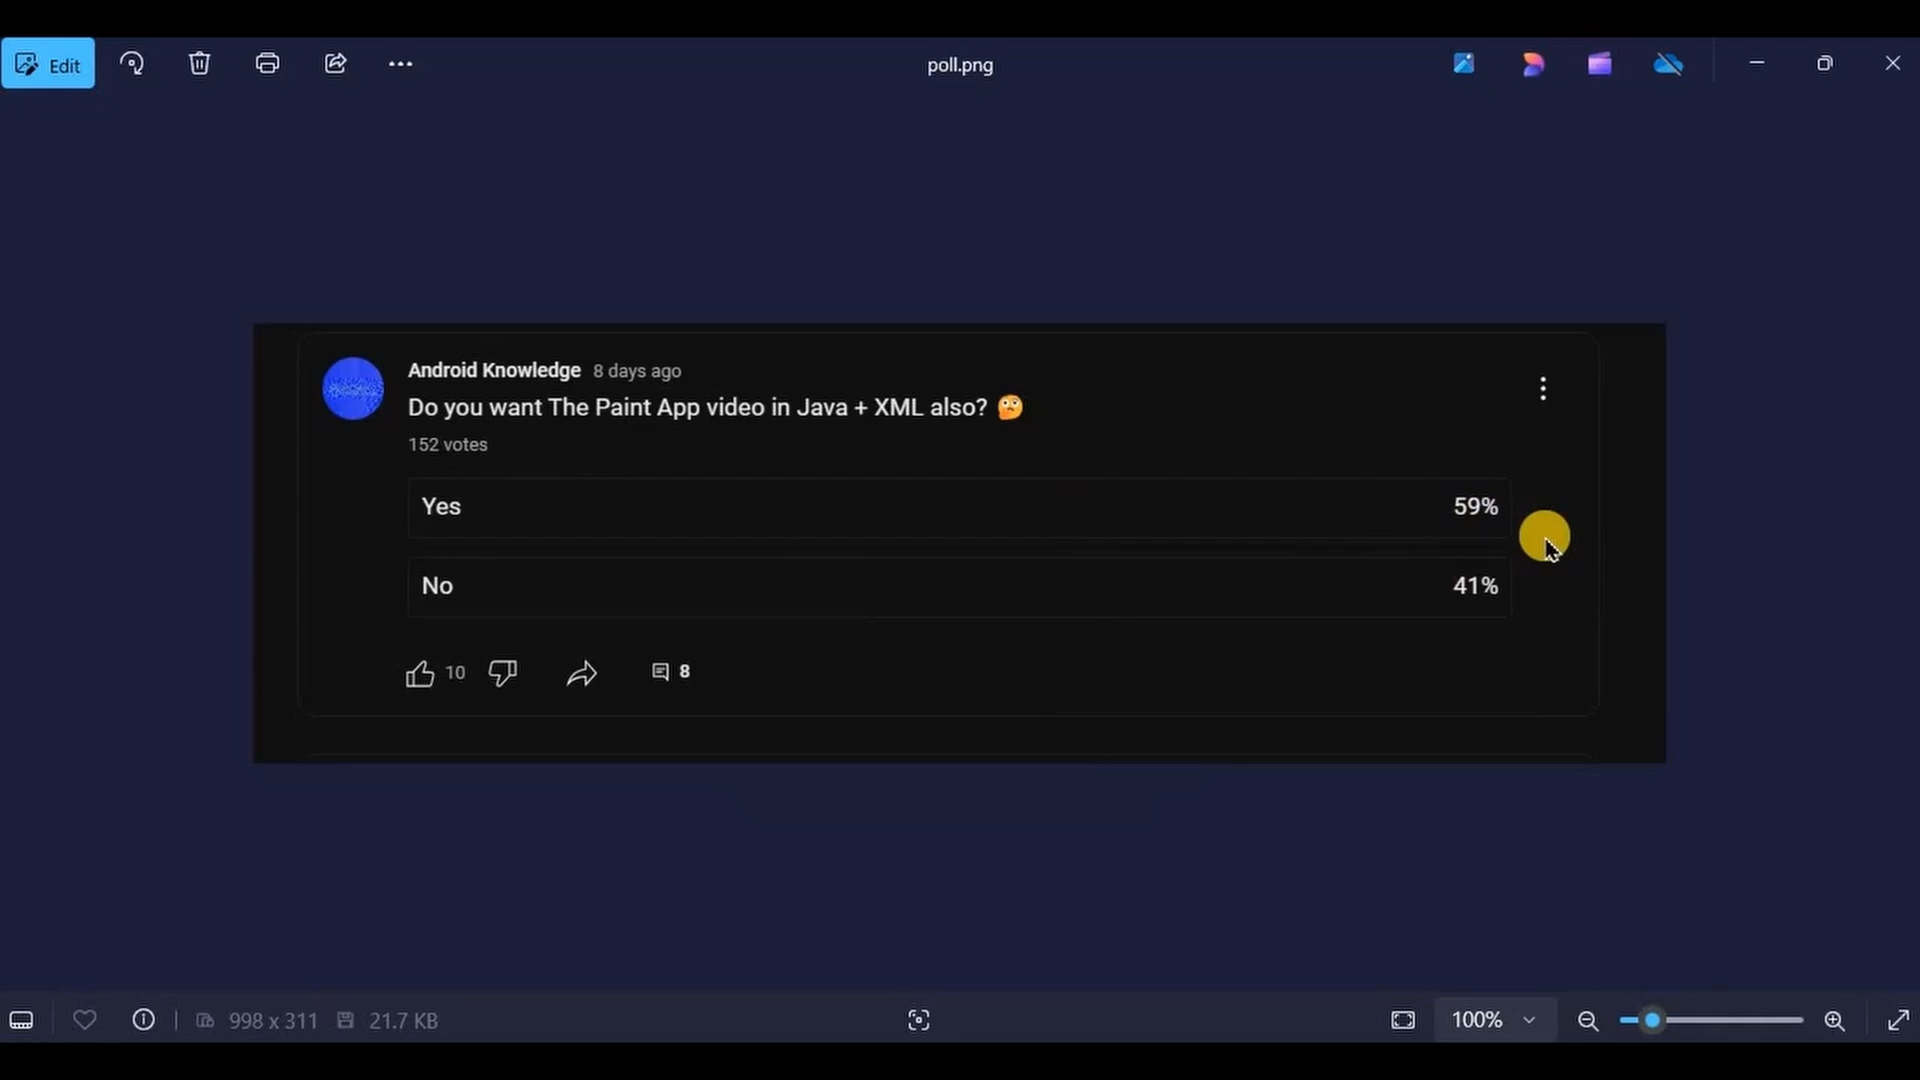 Edit
poll.png
Android Knowledge 8 days ago
Do you want The Paint App video in Java + XML also? 🤔
152 votes
Yes 59%
No 41%
10 8
998 x 311 21.7 KB 100%